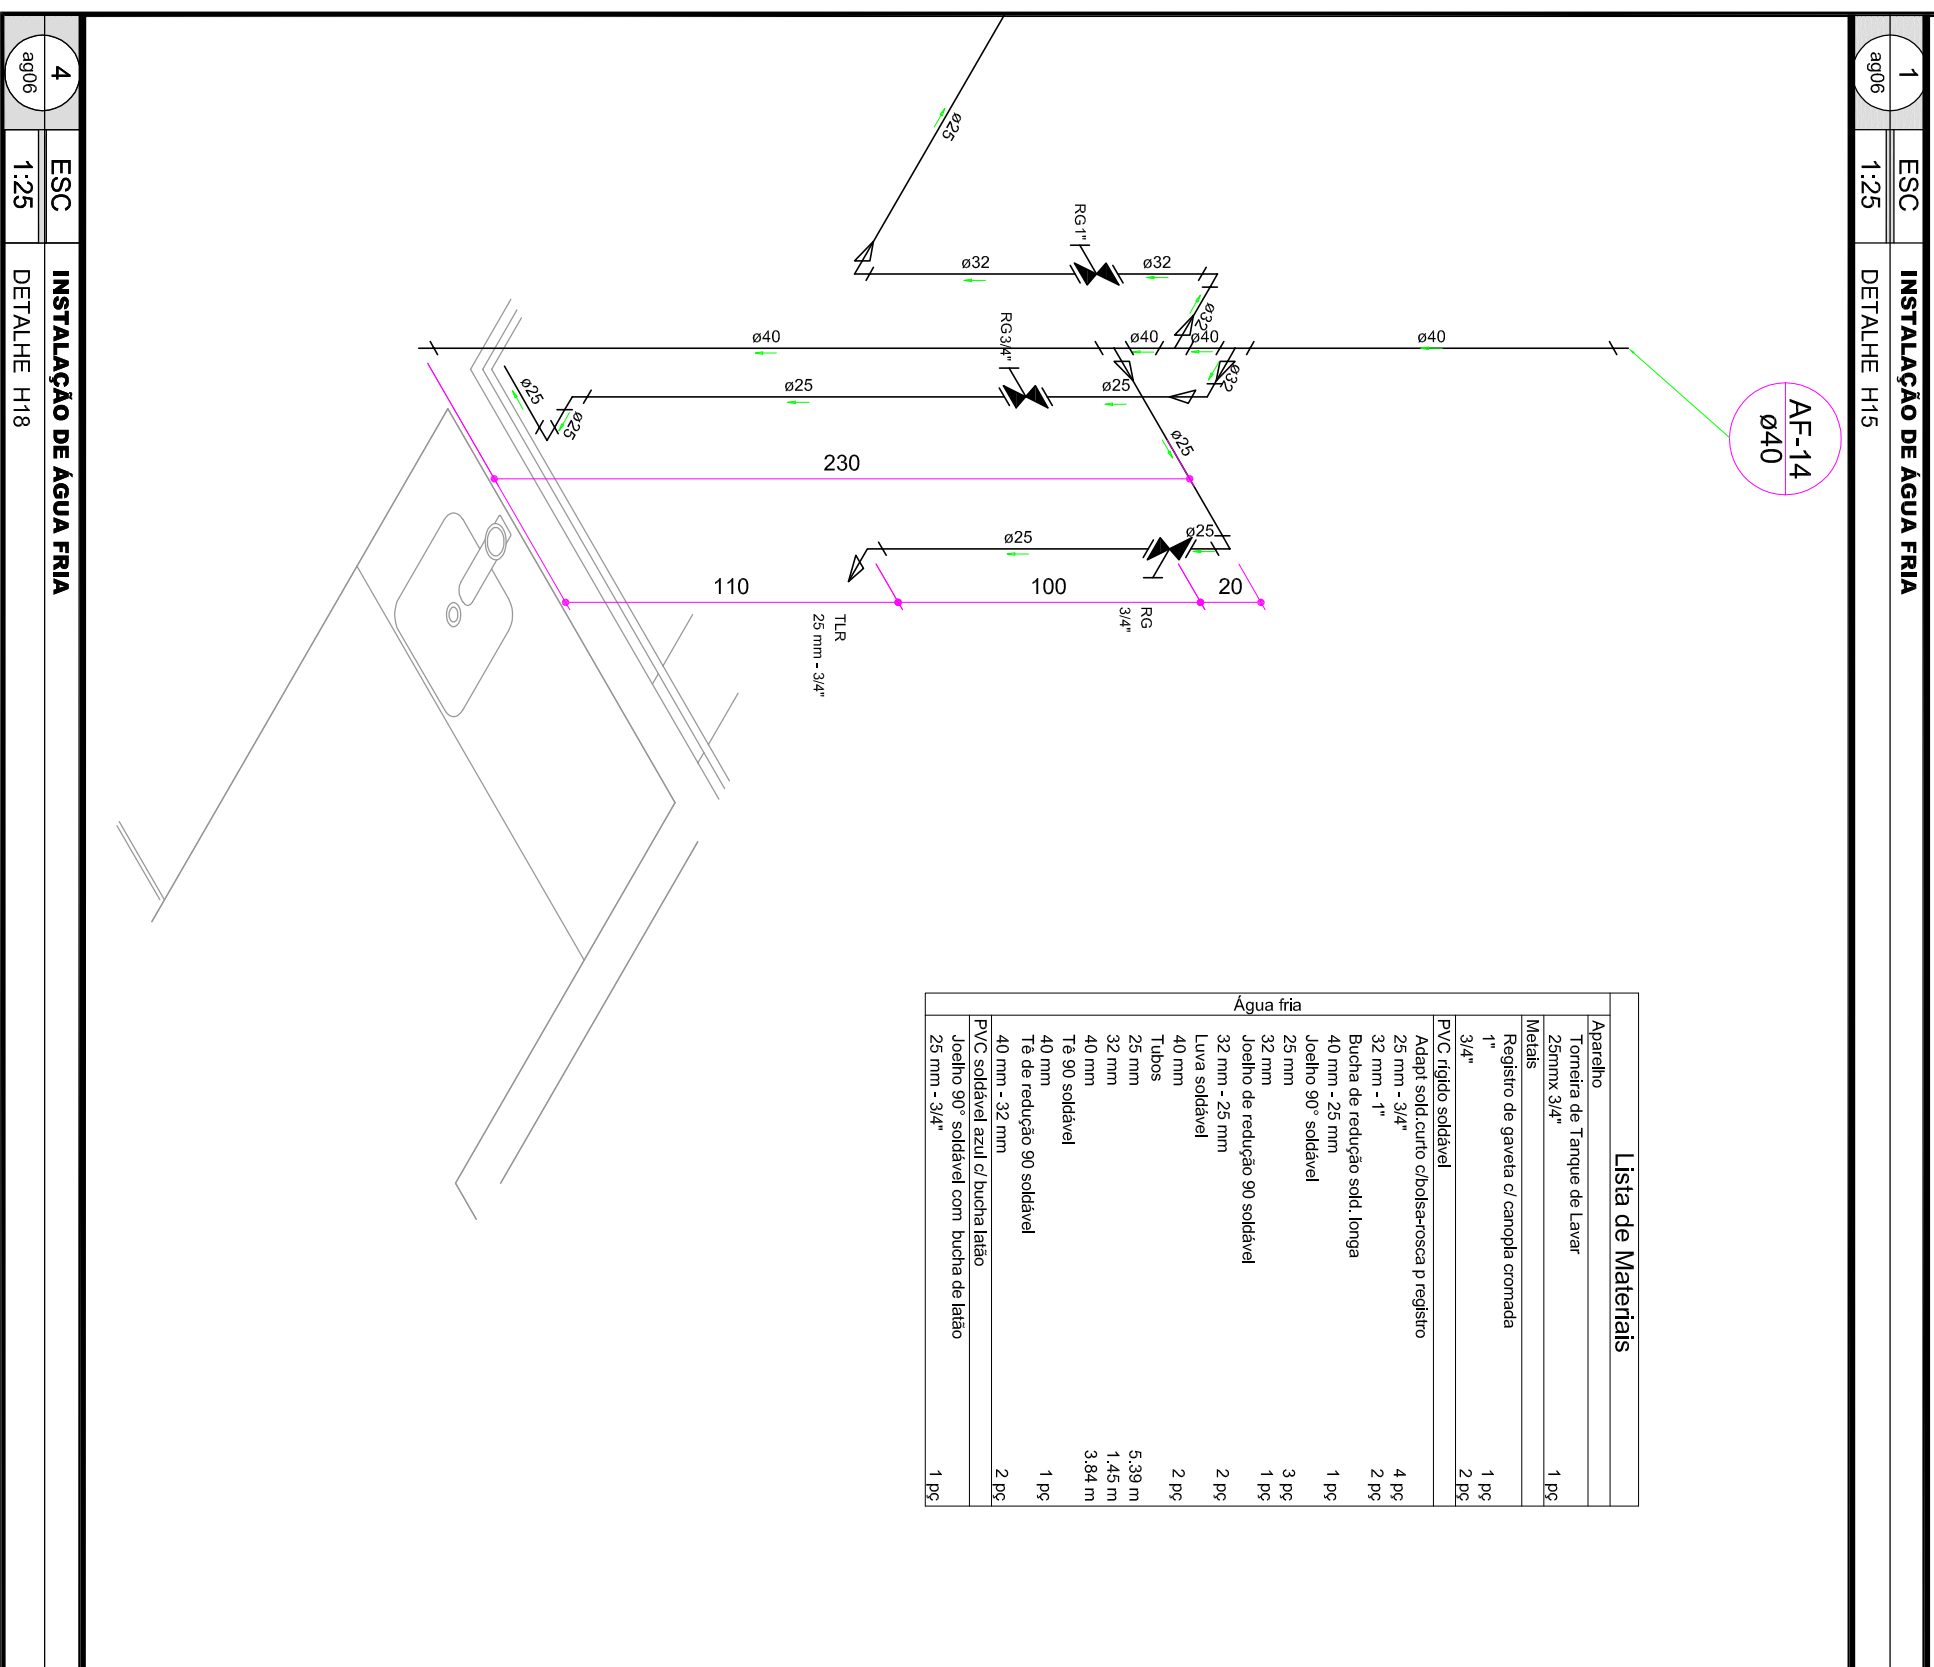 1
ag06
ESC
1:25
INSTALAÇÃO DE ÁGUA FRIA
DETALHE H15
AF-14
ø40
ø40
ø40
ø40
ø40
ø32
ø32
ø32
ø32
RG1"
ø25
RG3/4"
ø25
ø25
ø25
ø25
ø25
ø25
ø25
230
20
100
110
RG
3/4"
TLR
25 mm - 3/4"
Lista de Materiais
Água fria
Aparelho
Torneira de Tanque de Lavar
25mmx 3/4" 1 pç
Metais
Registro de gaveta c/ canopla cromada
1" 1 pç
3/4" 2 pç
PVC rígido soldável
Adapt sold.curto c/bolsa-rosca p registro
25 mm - 3/4" 4 pç
32 mm - 1" 2 pç
Bucha de redução sold. longa
40 mm - 25 mm 1 pç
Joelho 90° soldável
25 mm 3 pç
32 mm 1 pç
Joelho de redução 90 soldável
32 mm - 25 mm 2 pç
Luva soldável
40 mm 2 pç
Tubos
25 mm 5.39 m
32 mm 1.45 m
40 mm 3.84 m
Tê 90 soldável
40 mm 1 pç
Tê de redução 90 soldável
40 mm - 32 mm 2 pç
PVC soldável azul c/ bucha latão
Joelho 90° soldável com bucha de latão
25 mm - 3/4" 1 pç
4
ag06
ESC
1:25
INSTALAÇÃO DE ÁGUA FRIA
DETALHE H18